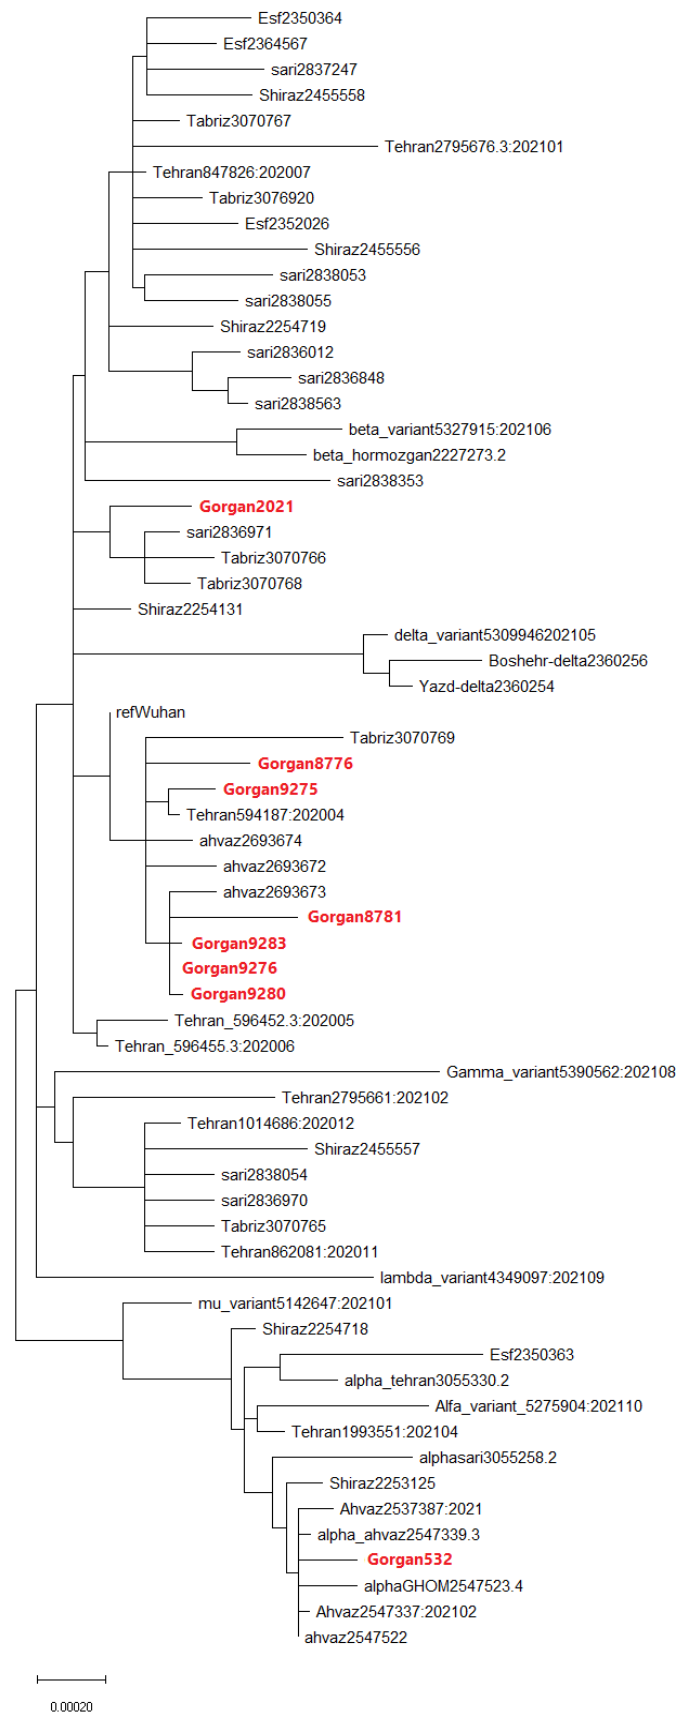 Esf2350364
Esf2364567
sari2837247
Shiraz2455558
Tabriz3070767
Tehran2795676.3:202101
Tehran847826:202007
Tabriz3076920
Esf2352026
Shiraz2455556
sari2838053
sari2838055
Shiraz2254719
sari2836012
sari2836848
sari2838563
beta_variant5327915:202106
beta_hormozgan2227273.2
sari2838353
Gorgan2021
sari2836971
Tabriz3070766
Tabriz3070768
Shiraz2254131
delta_variant5309946202105
Boshehr-delta2360256
Yazd-delta2360254
refWuhan
Tabriz3070769
Gorgan8776
Gorgan9275
Tehran594187:202004
ahvaz2693674
ahvaz2693672
ahvaz2693673
Gorgan8781
Gorgan9283
Gorgan9276
Gorgan9280
Tehran_596452.3:202005
Tehran_596455.3:202006
Gamma_variant5390562:202108
Tehran2795661:202102
Tehran1014686:202012
Shiraz2455557
sari2838054
sari2836970
Tabriz3070765
Tehran862081:202011
lambda_variant4349097:202109
mu_variant5142647:202101
Shiraz2254718
Esf2350363
alpha_tehran3055330.2
Alfa_variant_5275904:202110
Tehran1993551:202104
alphasari3055258.2
Shiraz2253125
Ahvaz2537387:2021
alpha_ahvaz2547339.3
Gorgan532
alphaGHOM2547523.4
Ahvaz2547337:202102
ahvaz2547522
0.00020